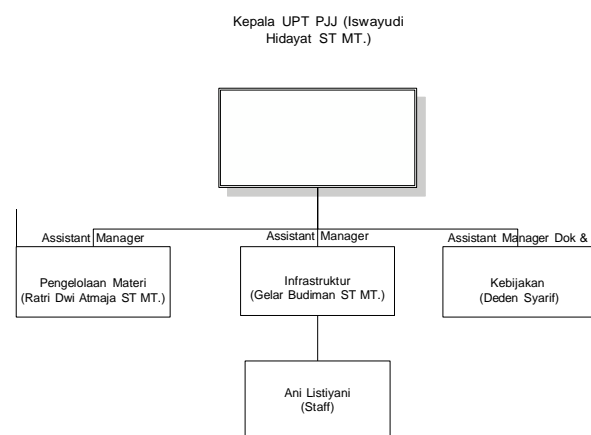 Kepala UPT PJJ (Iswayudi
Hidayat ST MT.)
Assistant Manager
Assistant Manager
Assistant Manager Dok &
Pengelolaan Materi
(Ratri Dwi Atmaja ST MT.)
Infrastruktur
(Gelar Budiman ST MT.)
Kebijakan
(Deden Syarif)
Ani Listiyani
(Staff)